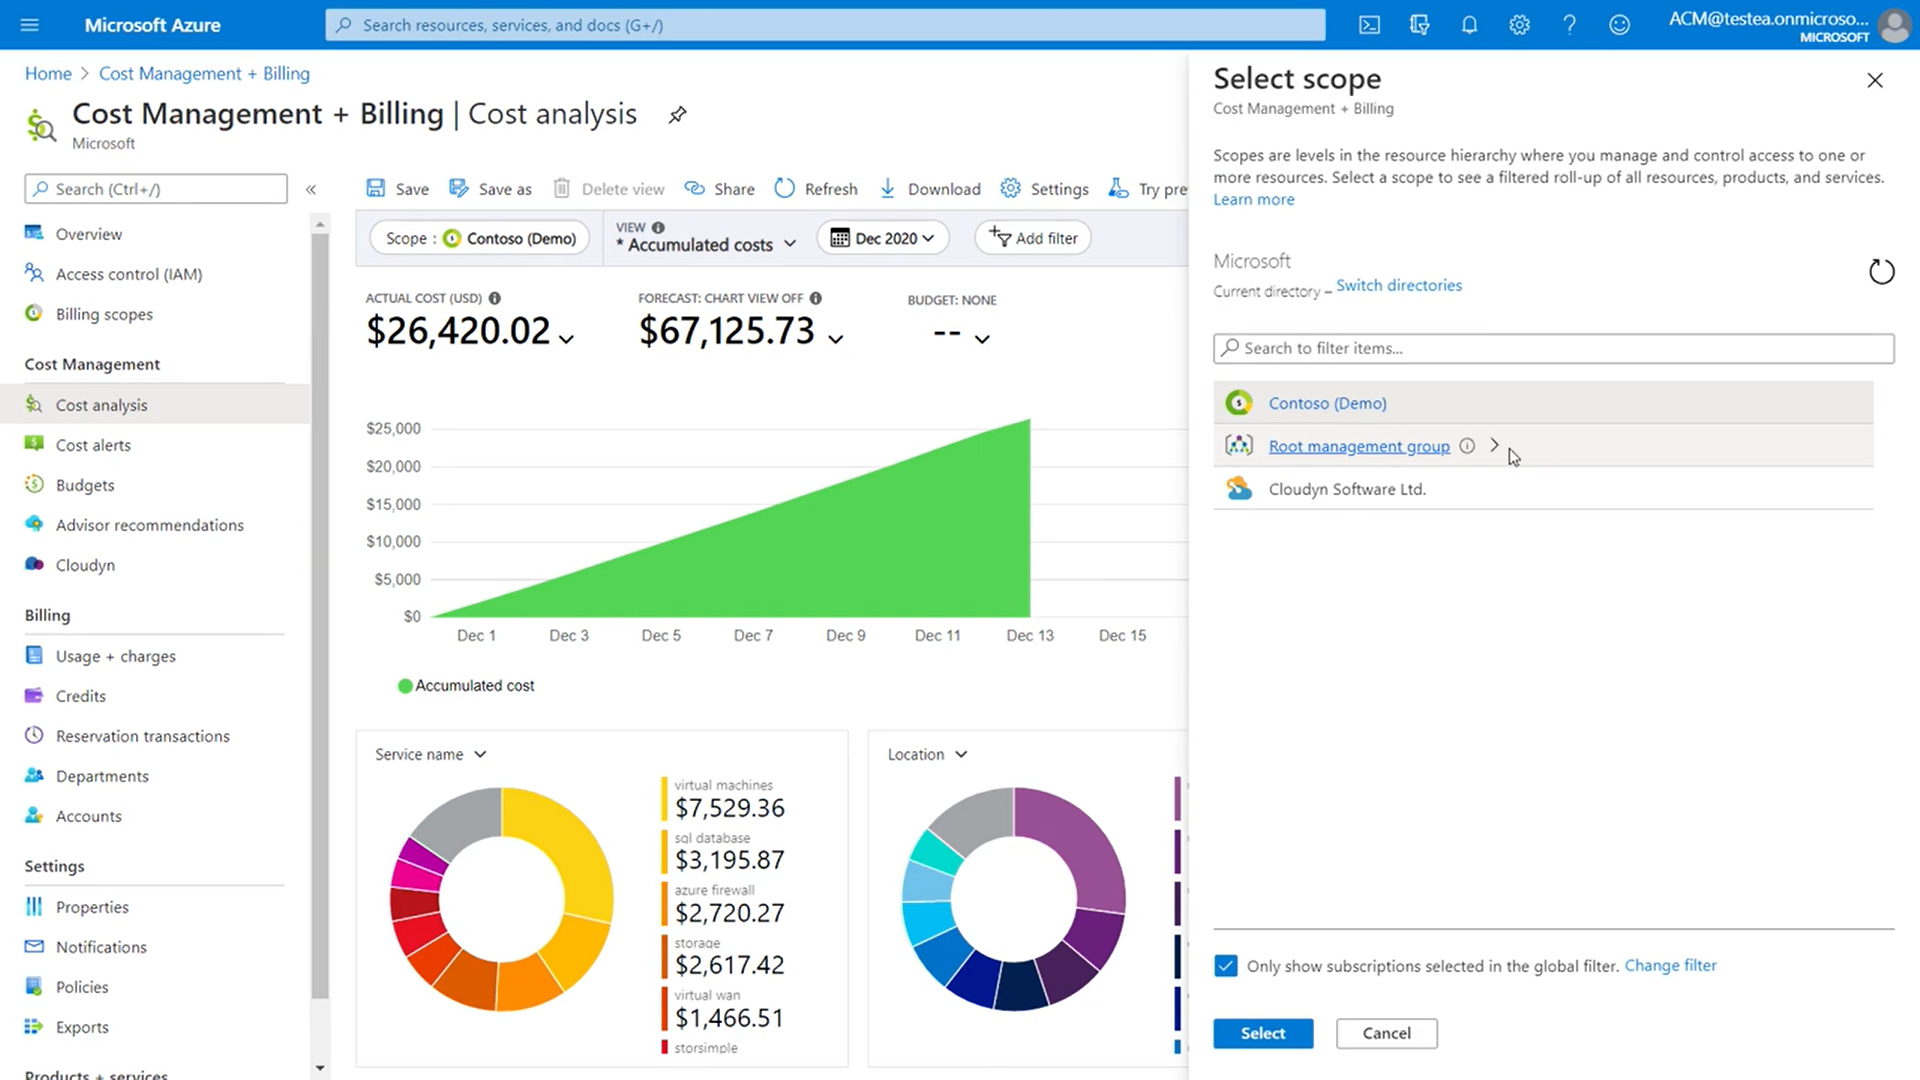 Microsoft Azure
Search resources, services, and docs (G+/)
ACM@testea.onmicroso...
MICROSOFT
Home > Cost Management + Billing
Cost Management + Billing | Cost analysis
Microsoft
Search (Ctrl+/)
Overview
Access control (IAM)
Billing scopes
Cost Management
Cost analysis
Cost alerts
Budgets
Advisor recommendations
Cloudyn
Billing
Usage + charges
Credits
Reservation transactions
Departments
Accounts
Settings
Properties
Notifications
Policies
Exports
Products + services
Save
Save as
Delete view
Share
Refresh
Download
Settings
Try pre
Scope : Contoso (Demo)
VIEW
* Accumulated costs
Dec 2020
Add filter
ACTUAL COST (USD)
$26,420.02
FORECAST: CHART VIEW OFF
$67,125.73
BUDGET: NONE
--
$25,000
$20,000
$15,000
$10,000
$5,000
$0
Dec 1 Dec 3 Dec 5 Dec 7 Dec 9 Dec 11 Dec 13 Dec 15
Accumulated cost
Service name
virtual machines
$7,529.36
sql database
$3,195.87
azure firewall
$2,720.27
storage
$2,617.42
virtual wan
$1,466.51
storsimple
Location
Select scope
Cost Management + Billing
Scopes are levels in the resource hierarchy where you manage and control access to one or
more resources. Select a scope to see a filtered roll-up of all resources, products, and services.
Learn more
Microsoft
Current directory – Switch directories
Search to filter items...
Contoso (Demo)
Root management group
Cloudyn Software Ltd.
Only show subscriptions selected in the global filter. Change filter
Select
Cancel